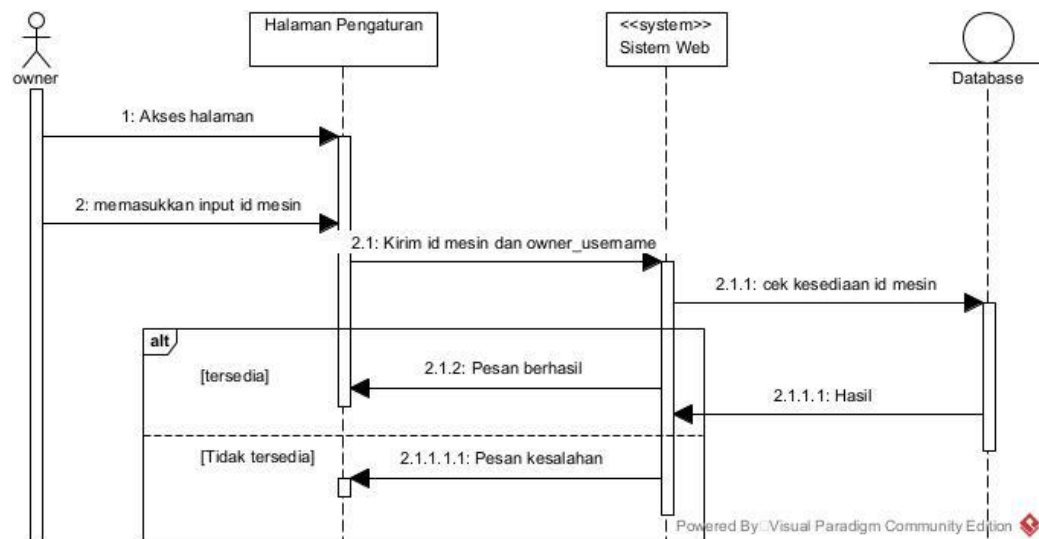 Halaman Pengaturan
<<system>>
Sistem Web
owner
Database
1: Akses halaman
2: memasukkan input id mesin
2.1: Kirim id mesin dan owner_username
2.1.1: cek kesediaan id mesin
alt
[tersedia]
2.1.2: Pesan berhasil
2.1.1.1: Hasil
[Tidak tersedia]
2.1.1.1.1: Pesan kesalahan
Powered By Visual Paradigm Community Edition